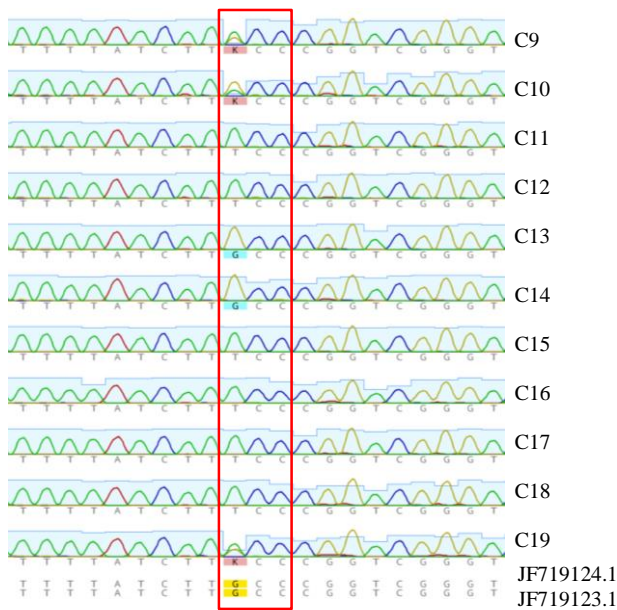 T T T T A T C T T K C C C G G T C G G G T C9
T T T T A T C T T K C C C G G T C G G G T C10
T T T T A T C T T T C C C G G T C G G G T C11
T T T T A T C T T T C C C G G T C G G G T C12
T T T T A T C T T G C C C G G T C G G G T C13
T T T T A T C T T G C C C G G T C G G G T C14
T T T T A T C T T T C C C G G T C G G G T C15
T T T T A T C T T T C C C G G T C G G G T C16
T T T T A T C T T T C C C G G T C G G G T C17
T T T T A T C T T T C C C G G T C G G G T C18
T T T T A T C T T K C C C G G T C G G G T C19
T T T T A T C T T G C C C G G T C G G G T JF719124.1
T T T T A T C T T G C C C G G T C G G G T JF719123.1